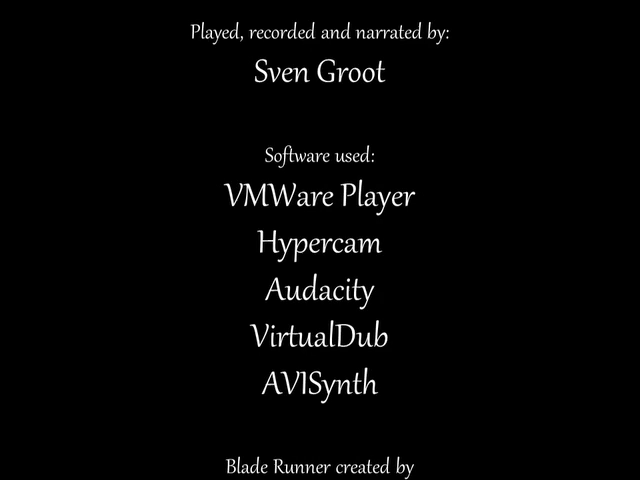 Played, recorded and narrated by:
Sven Groot
Software used:
VMWare Player
Hypercam
Audacity
VirtualDub
AVISynth
Blade Runner created by